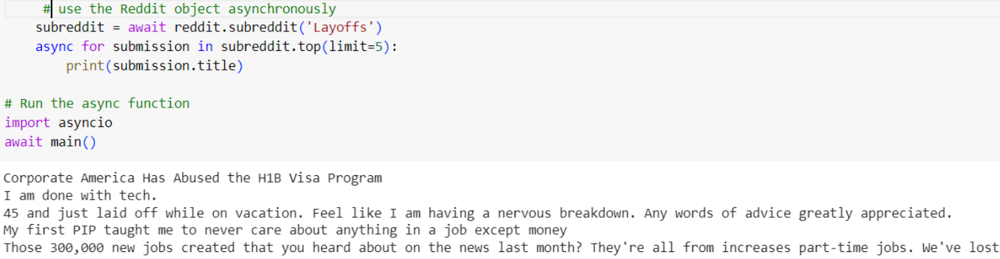 # use the Reddit object asynchronously
subreddit = await reddit.subreddit('Layoffs')
async for submission in subreddit.top(limit=5):
print(submission.title)
# Run the async function
import asyncio
await main()
Corporate America Has Abused the H1B Visa Program
I am done with tech.
45 and just laid off while on vacation. Feel like I am having a nervous breakdown. Any words of advice greatly appreciated.
My first PIP taught me to never care about anything in a job except money
Those 300,000 new jobs created that you heard about on the news last month? They're all from increases part-time jobs. We've lost